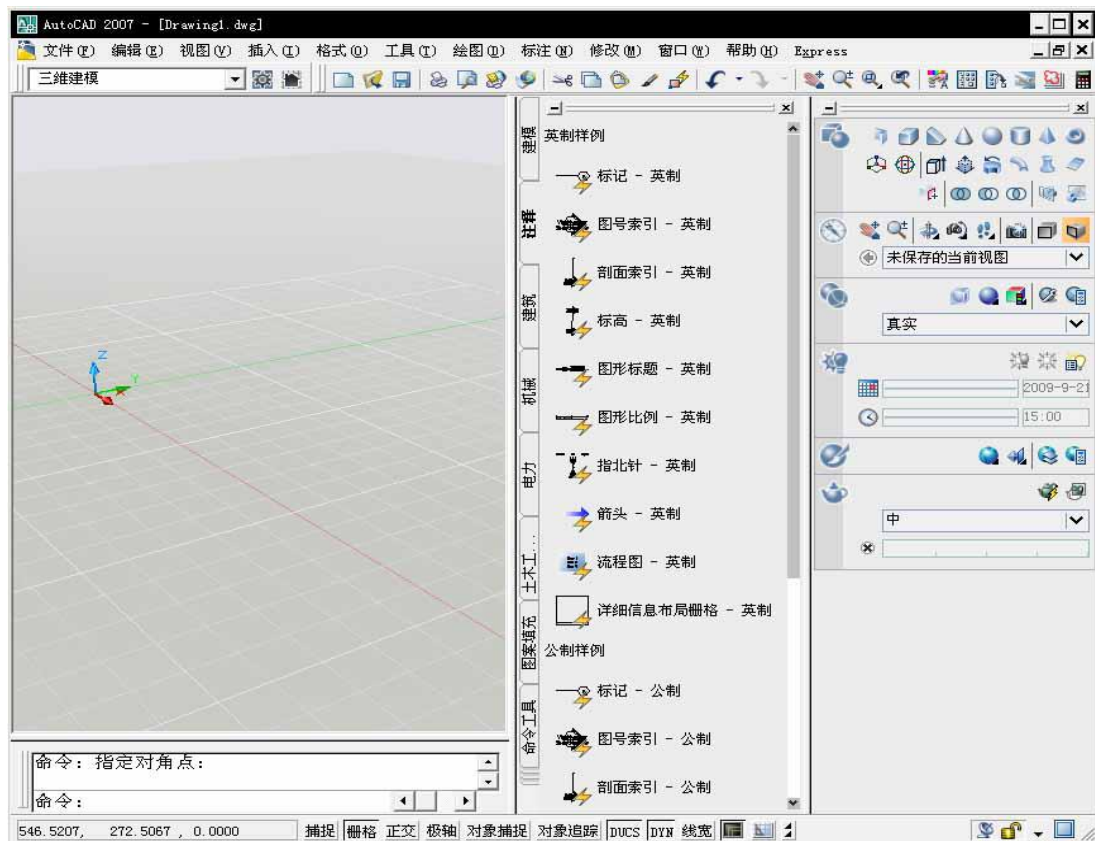 AutoCAD 2007 - [Drawing1.dwg]
文件(F) 编辑(E) 视图(V) 插入(I) 格式(O) 工具(T) 绘图(D) 标注(N) 修改(M) 窗口(W) 帮助(H) Express
三维建模
建模
注释
建筑
机械
电力
土木工...
图案填充
命令工具
英制样例
标记 - 英制
图号索引 - 英制
剖面索引 - 英制
标高 - 英制
图形标题 - 英制
图形比例 - 英制
指北针 - 英制
箭头 - 英制
流程图 - 英制
详细信息布局栅格 - 英制
公制样例
标记 - 公制
图号索引 - 公制
剖面索引 - 公制
未保存的当前视图
真实
2009-9-21
15:00
中
Z
Y
X
命令: 指定对角点:
命令:
546.5207, 272.5067 , 0.0000 捕捉 栅格 正交 极轴 对象捕捉 对象追踪 DUCS DYN 线宽